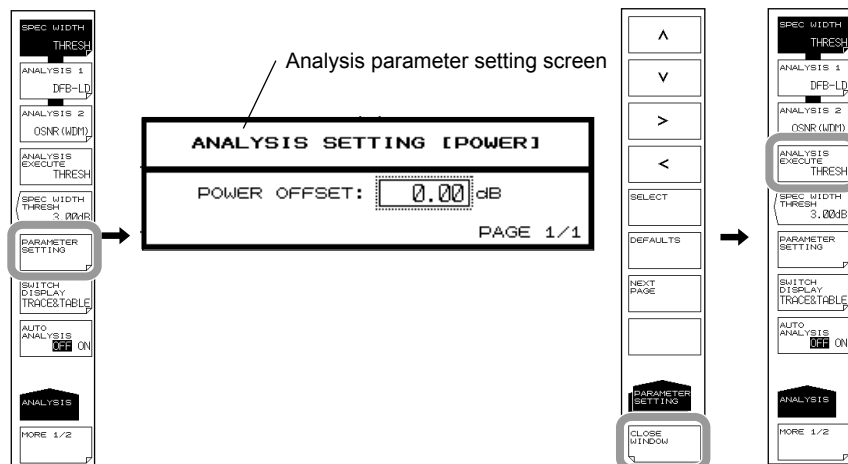 SPEC WIDTH
THRESH
ANALYSIS 1
DFB-LD
ANALYSIS 2
OSNR(WDM)
ANALYSIS
EXECUTE
THRESH
SPEC WIDTH
THRESH
3.00dB
PARAMETER
SETTING
SWITCH
DISPLAY
TRACE&TABLE
AUTO
ANALYSIS
OFF ON
ANALYSIS
MORE 1/2
Analysis parameter setting screen
ANALYSIS SETTING [POWER]
POWER OFFSET: 0.00 dB
PAGE 1/1
SELECT
DEFAULTS
NEXT
PAGE
PARAMETER
SETTING
CLOSE
WINDOW
SPEC WIDTH
THRESH
ANALYSIS 1
DFB-LD
ANALYSIS 2
OSNR(WDM)
ANALYSIS
EXECUTE
THRESH
SPEC WIDTH
THRESH
3.00dB
PARAMETER
SETTING
SWITCH
DISPLAY
TRACE&TABLE
AUTO
ANALYSIS
OFF ON
ANALYSIS
MORE 1/2